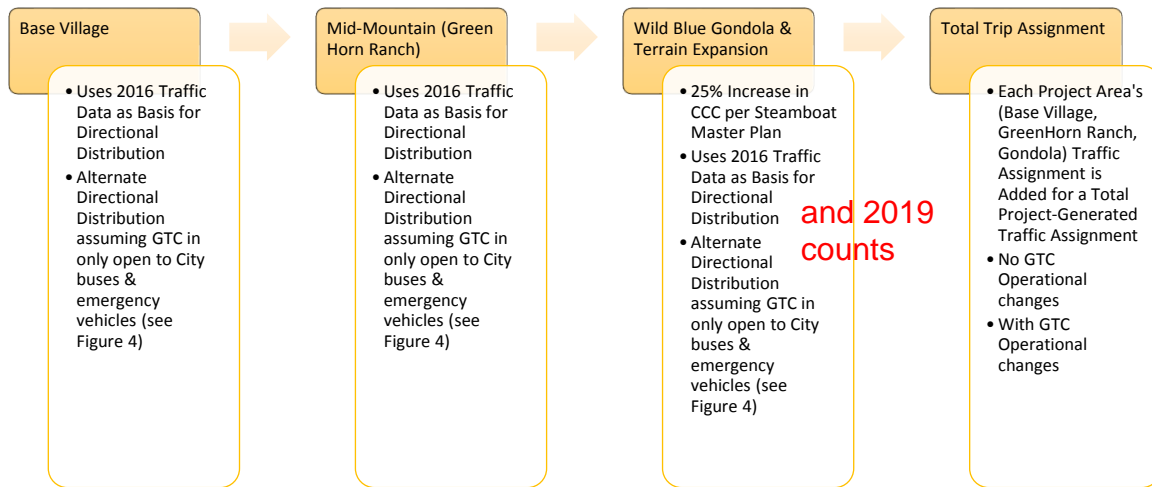 Base Village
• Uses 2016 Traffic
Data as Basis for
Directional
Distribution
• Alternate
Directional
Distribution
assuming GTC in
only open to City
buses &
emergency
vehicles (see
Figure 4)
Mid-Mountain (Green
Horn Ranch)
• Uses 2016 Traffic
Data as Basis for
Directional
Distribution
• Alternate
Directional
Distribution
assuming GTC in
only open to City
buses &
emergency
vehicles (see
Figure 4)
Wild Blue Gondola &
Terrain Expansion
• 25% Increase in
CCC per Steamboat
Master Plan
• Uses 2016 Traffic
Data as Basis for
Directional
Distribution
and 2019
counts
• Alternate
Directional
Distribution
assuming GTC in
only open to City
buses &
emergency
vehicles (see
Figure 4)
Total Trip Assignment
• Each Project Area's
(Base Village,
GreenHorn Ranch,
Gondola) Traffic
Assignment is
Added for a Total
Project-Generated
Traffic Assignment
• No GTC
Operational
changes
• With GTC
Operational
changes